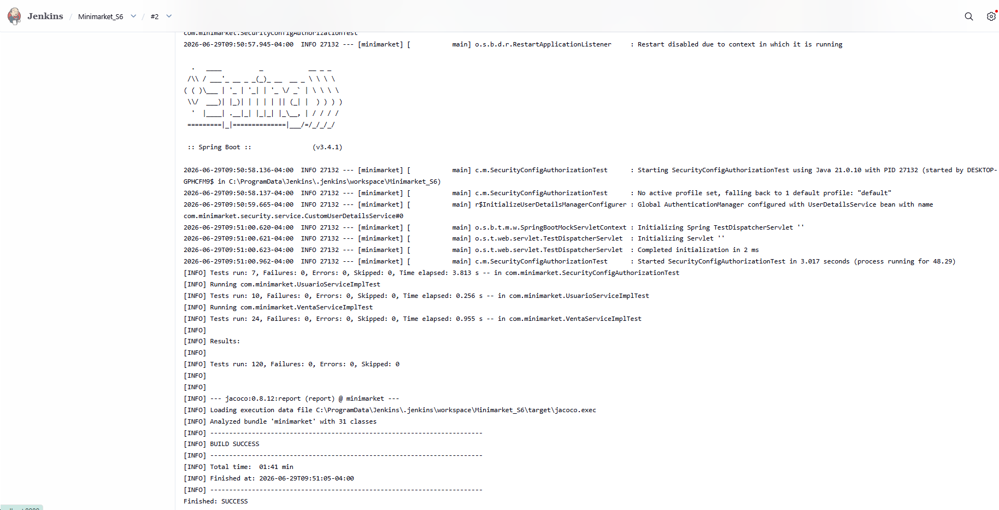 Jenkins / Minimarket_S6 / #2
com.minimarket.SecurityConfigAuthorizationTest
2026-06-29T09:50:57.945-04:00  INFO 27132 --- [minimarket] [           main] o.s.b.d.r.RestartApplicationListener     : Restart disabled due to context in which it is running
  .   ____          _            __ _ _
 /\\ / ___'_ __ _ _(_)_ __  __ _ \ \ \ \
( ( )\___ | '_ | '_| | '_ \/ _` | \ \ \ \
 \\/  ___)| |_)| | | | | || (_| |  ) ) ) )
  '  |____| .__|_| |_|_| |_\__, | / / / /
 =========|_|==============|___/=/_/_/_/
 :: Spring Boot ::                (v3.4.1)
2026-06-29T09:50:58.136-04:00  INFO 27132 --- [minimarket] [           main] c.m.SecurityConfigAuthorizationTest      : Starting SecurityConfigAuthorizationTest using Java 21.0.10 with PID 27132 (started by DESKTOP-
GPHCFM9$ in C:\ProgramData\Jenkins\.jenkins\workspace\Minimarket_S6)
2026-06-29T09:50:58.137-04:00  INFO 27132 --- [minimarket] [           main] c.m.SecurityConfigAuthorizationTest      : No active profile set, falling back to 1 default profile: "default"
2026-06-29T09:50:59.665-04:00  INFO 27132 --- [minimarket] [           main] r$InitializeUserDetailsManagerConfigurer : Global AuthenticationManager configured with UserDetailsService bean with name
com.minimarket.security.service.CustomUserDetailsService#0
2026-06-29T09:51:00.620-04:00  INFO 27132 --- [minimarket] [           main] o.s.b.t.m.w.SpringBootMockServletContext : Initializing Spring TestDispatcherServlet ''
2026-06-29T09:51:00.621-04:00  INFO 27132 --- [minimarket] [           main] o.s.t.web.servlet.TestDispatcherServlet  : Initializing Servlet ''
2026-06-29T09:51:00.623-04:00  INFO 27132 --- [minimarket] [           main] o.s.t.web.servlet.TestDispatcherServlet  : Completed initialization in 2 ms
2026-06-29T09:51:00.962-04:00  INFO 27132 --- [minimarket] [           main] c.m.SecurityConfigAuthorizationTest      : Started SecurityConfigAuthorizationTest in 3.017 seconds (process running for 48.29)
[INFO] Tests run: 7, Failures: 0, Errors: 0, Skipped: 0, Time elapsed: 3.813 s -- in com.minimarket.SecurityConfigAuthorizationTest
[INFO] Running com.minimarket.UsuarioServiceImplTest
[INFO] Tests run: 10, Failures: 0, Errors: 0, Skipped: 0, Time elapsed: 0.256 s -- in com.minimarket.UsuarioServiceImplTest
[INFO] Running com.minimarket.VentaServiceImplTest
[INFO] Tests run: 24, Failures: 0, Errors: 0, Skipped: 0, Time elapsed: 0.955 s -- in com.minimarket.VentaServiceImplTest
[INFO]
[INFO] Results:
[INFO]
[INFO] Tests run: 120, Failures: 0, Errors: 0, Skipped: 0
[INFO]
[INFO]
[INFO] --- jacoco:0.8.12:report (report) @ minimarket ---
[INFO] Loading execution data file C:\ProgramData\Jenkins\.jenkins\workspace\Minimarket_S6\target\jacoco.exec
[INFO] Analyzed bundle 'minimarket' with 31 classes
[INFO] ------------------------------------------------------------------------
[INFO] BUILD SUCCESS
[INFO] ------------------------------------------------------------------------
[INFO] Total time:  01:41 min
[INFO] Finished at: 2026-06-29T09:51:05-04:00
[INFO] ------------------------------------------------------------------------
Finished: SUCCESS